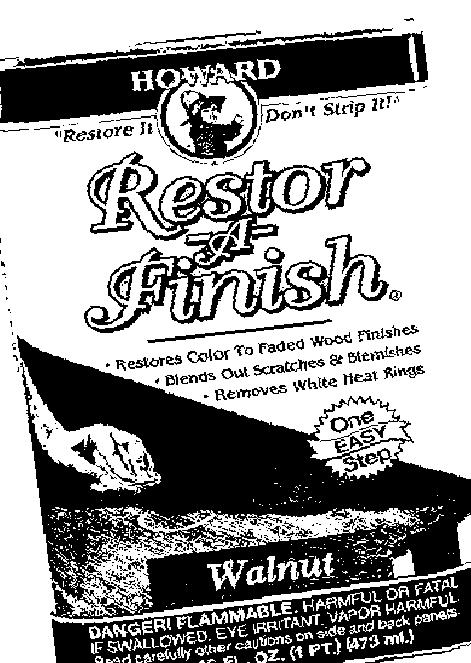 HOWARD
"Restore It Don't Strip It!"
Restor
-A-
Finish®
• Restores Color To Faded Wood Finishes
• Blends Out Scratches & Blemishes
• Removes White Heat Rings
One
EASY
Step
Walnut
DANGER! FLAMMABLE. HARMFUL OR FATAL
IF SWALLOWED. EYE IRRITANT. VAPOR HARMFUL.
Read carefully other cautions on side and back panels.
16 FL. OZ. (1 PT.) (473 ml.)